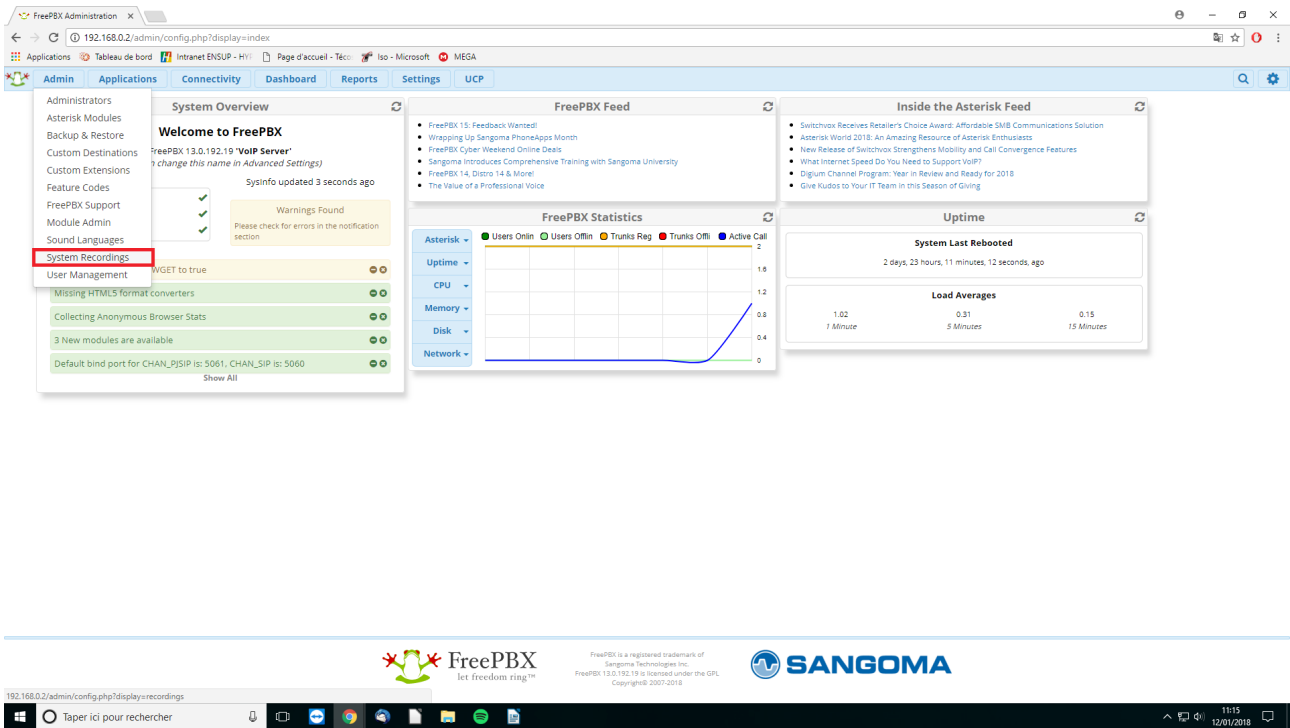 FreePBX Administration
192.168.0.2/admin/config.php?display=index
Applications Tableau de bord Intranet ENSUP - HYP Page d'accueil - Téco Iso - Microsoft MEGA
Admin Applications Connectivity Dashboard Reports Settings UCP
Administrators
Asterisk Modules
Backup & Restore
Custom Destinations
Custom Extensions
Feature Codes
FreePBX Support
Module Admin
Sound Languages
System Recordings
User Management
System Overview
Welcome to FreePBX
FreePBX 13.0.192.19 'VoIP Server'
change this name in Advanced Settings)
SysInfo updated 3 seconds ago
Warnings Found
Please check for errors in the notification
section
WGET to true
Missing HTML5 format converters
Collecting Anonymous Browser Stats
3 New modules are available
Default bind port for CHAN_PJSIP is: 5061, CHAN_SIP is: 5060
Show All
FreePBX Feed
FreePBX 15: Feedback Wanted!
Wrapping Up Sangoma PhoneApps Month
FreePBX Cyber Weekend Online Deals
Sangoma Introduces Comprehensive Training with Sangoma University
FreePBX 14, Distro 14 & More!
The Value of a Professional Voice
FreePBX Statistics
Asterisk
Uptime
CPU
Memory
Disk
Network
Users Onlin Users Offlin Trunks Reg Trunks Offli Active Call
2
1.6
1.2
0.8
0.4
0
Inside the Asterisk Feed
Switchvox Receives Retailer's Choice Award: Affordable SMB Communications Solution
Asterisk World 2018: An Amazing Resource of Asterisk Enthusiasts
New Release of Switchvox Strengthens Mobility and Call Convergence Features
What Internet Speed Do You Need to Support VoIP?
Digium Channel Program: Year in Review and Ready for 2018
Give Kudos to Your IT Team in this Season of Giving
Uptime
System Last Rebooted
2 days, 23 hours, 11 minutes, 12 seconds, ago
Load Averages
1.02 0.31 0.15
1 Minute 5 Minutes 15 Minutes
FreePBX
let freedom ring™
FreePBX is a registered trademark of
Sangoma Technologies Inc.
FreePBX 13.0.192.19 is licensed under the GPL
Copyright© 2007-2018
SANGOMA
192.168.0.2/admin/config.php?display=recordings
Taper ici pour rechercher
11:15
12/01/2018